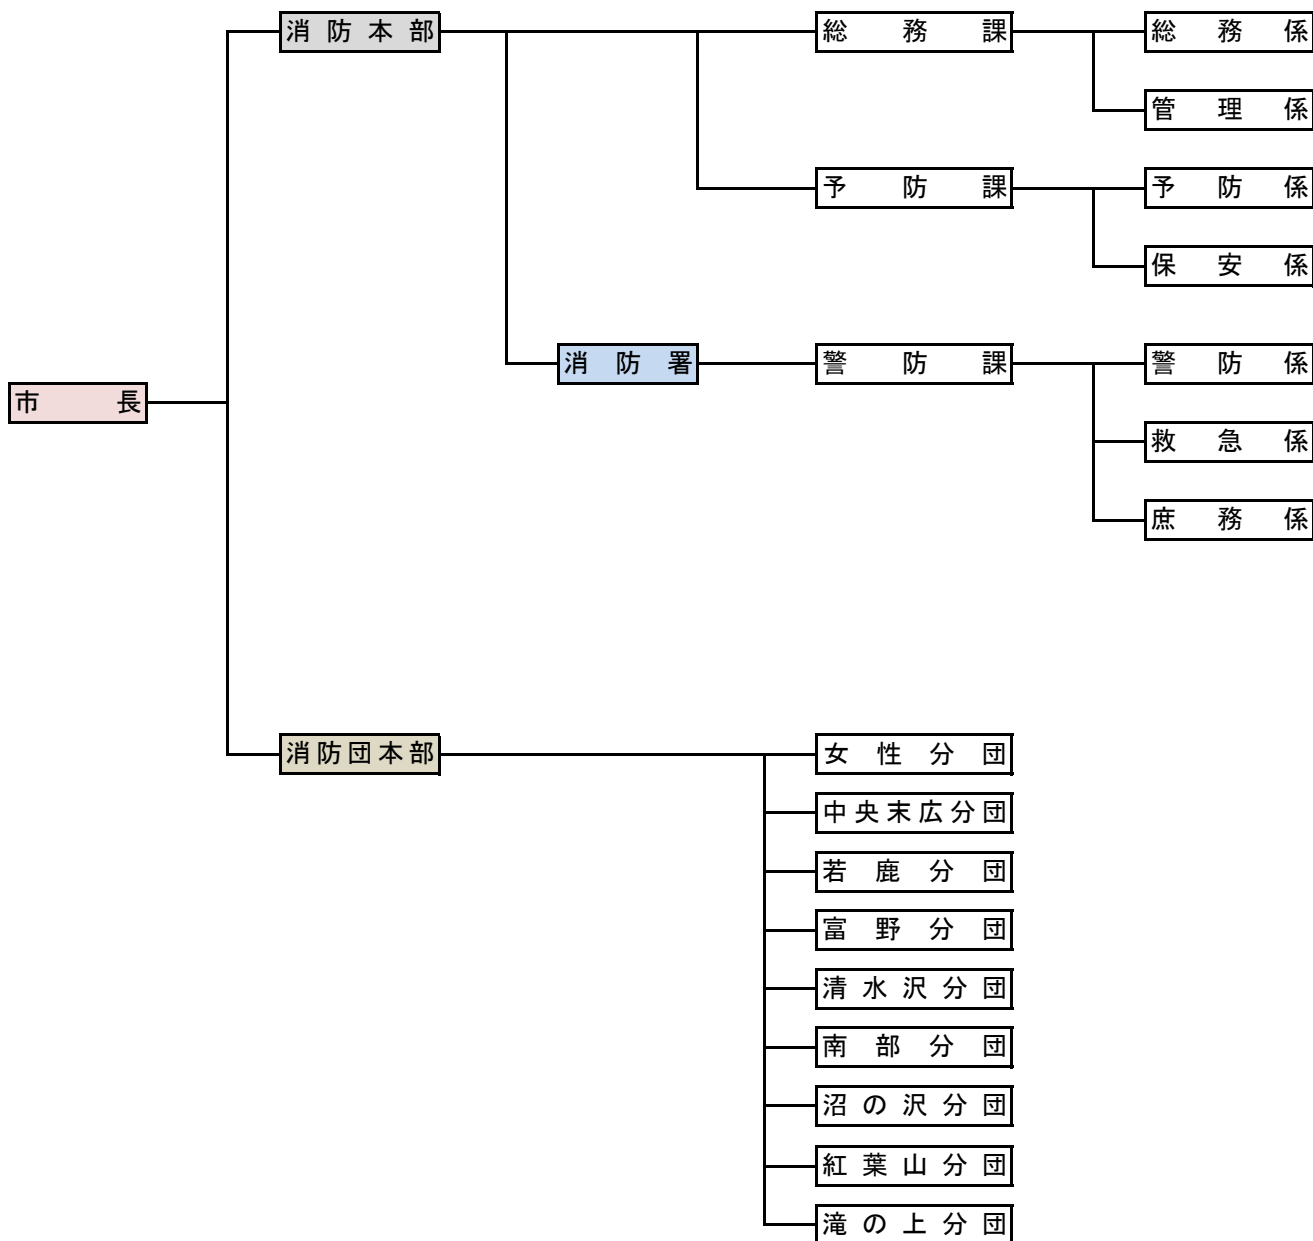 消防本部 総務課 総務係
管理係
予防課 予防係
保安係
消防署 警防課 警防係
市長
救急係
庶務係
消防団本部 女性分団
中央末広分団
若鹿分団
富野分団
清水沢分団
南部分団
沼の沢分団
紅葉山分団
滝の上分団